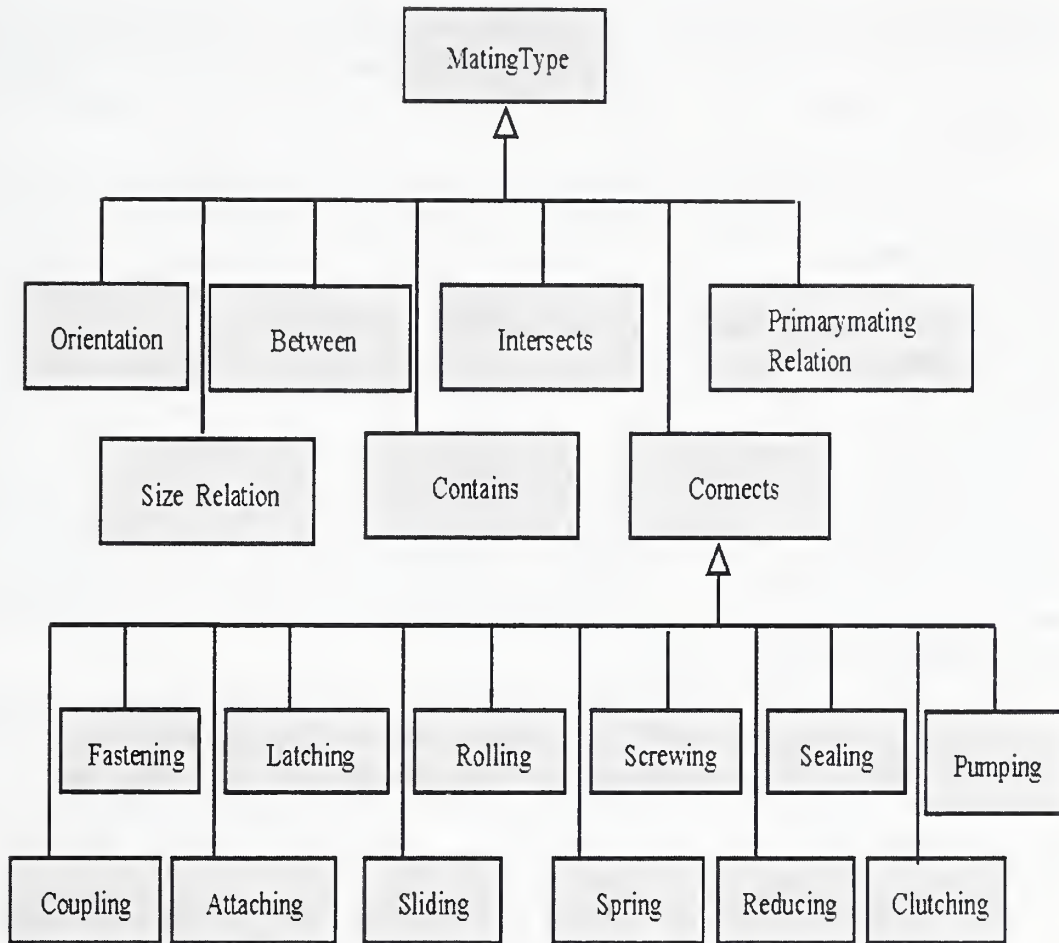 MatingType
Orientation
Between
Intersects
Primarymating
Relation
Size Relation
Contains
Connects
Fastening
Latching
Rolling
Screwing
Sealing
Pumping
Coupling
Attaching
Sliding
Spring
Reducing
Clutching